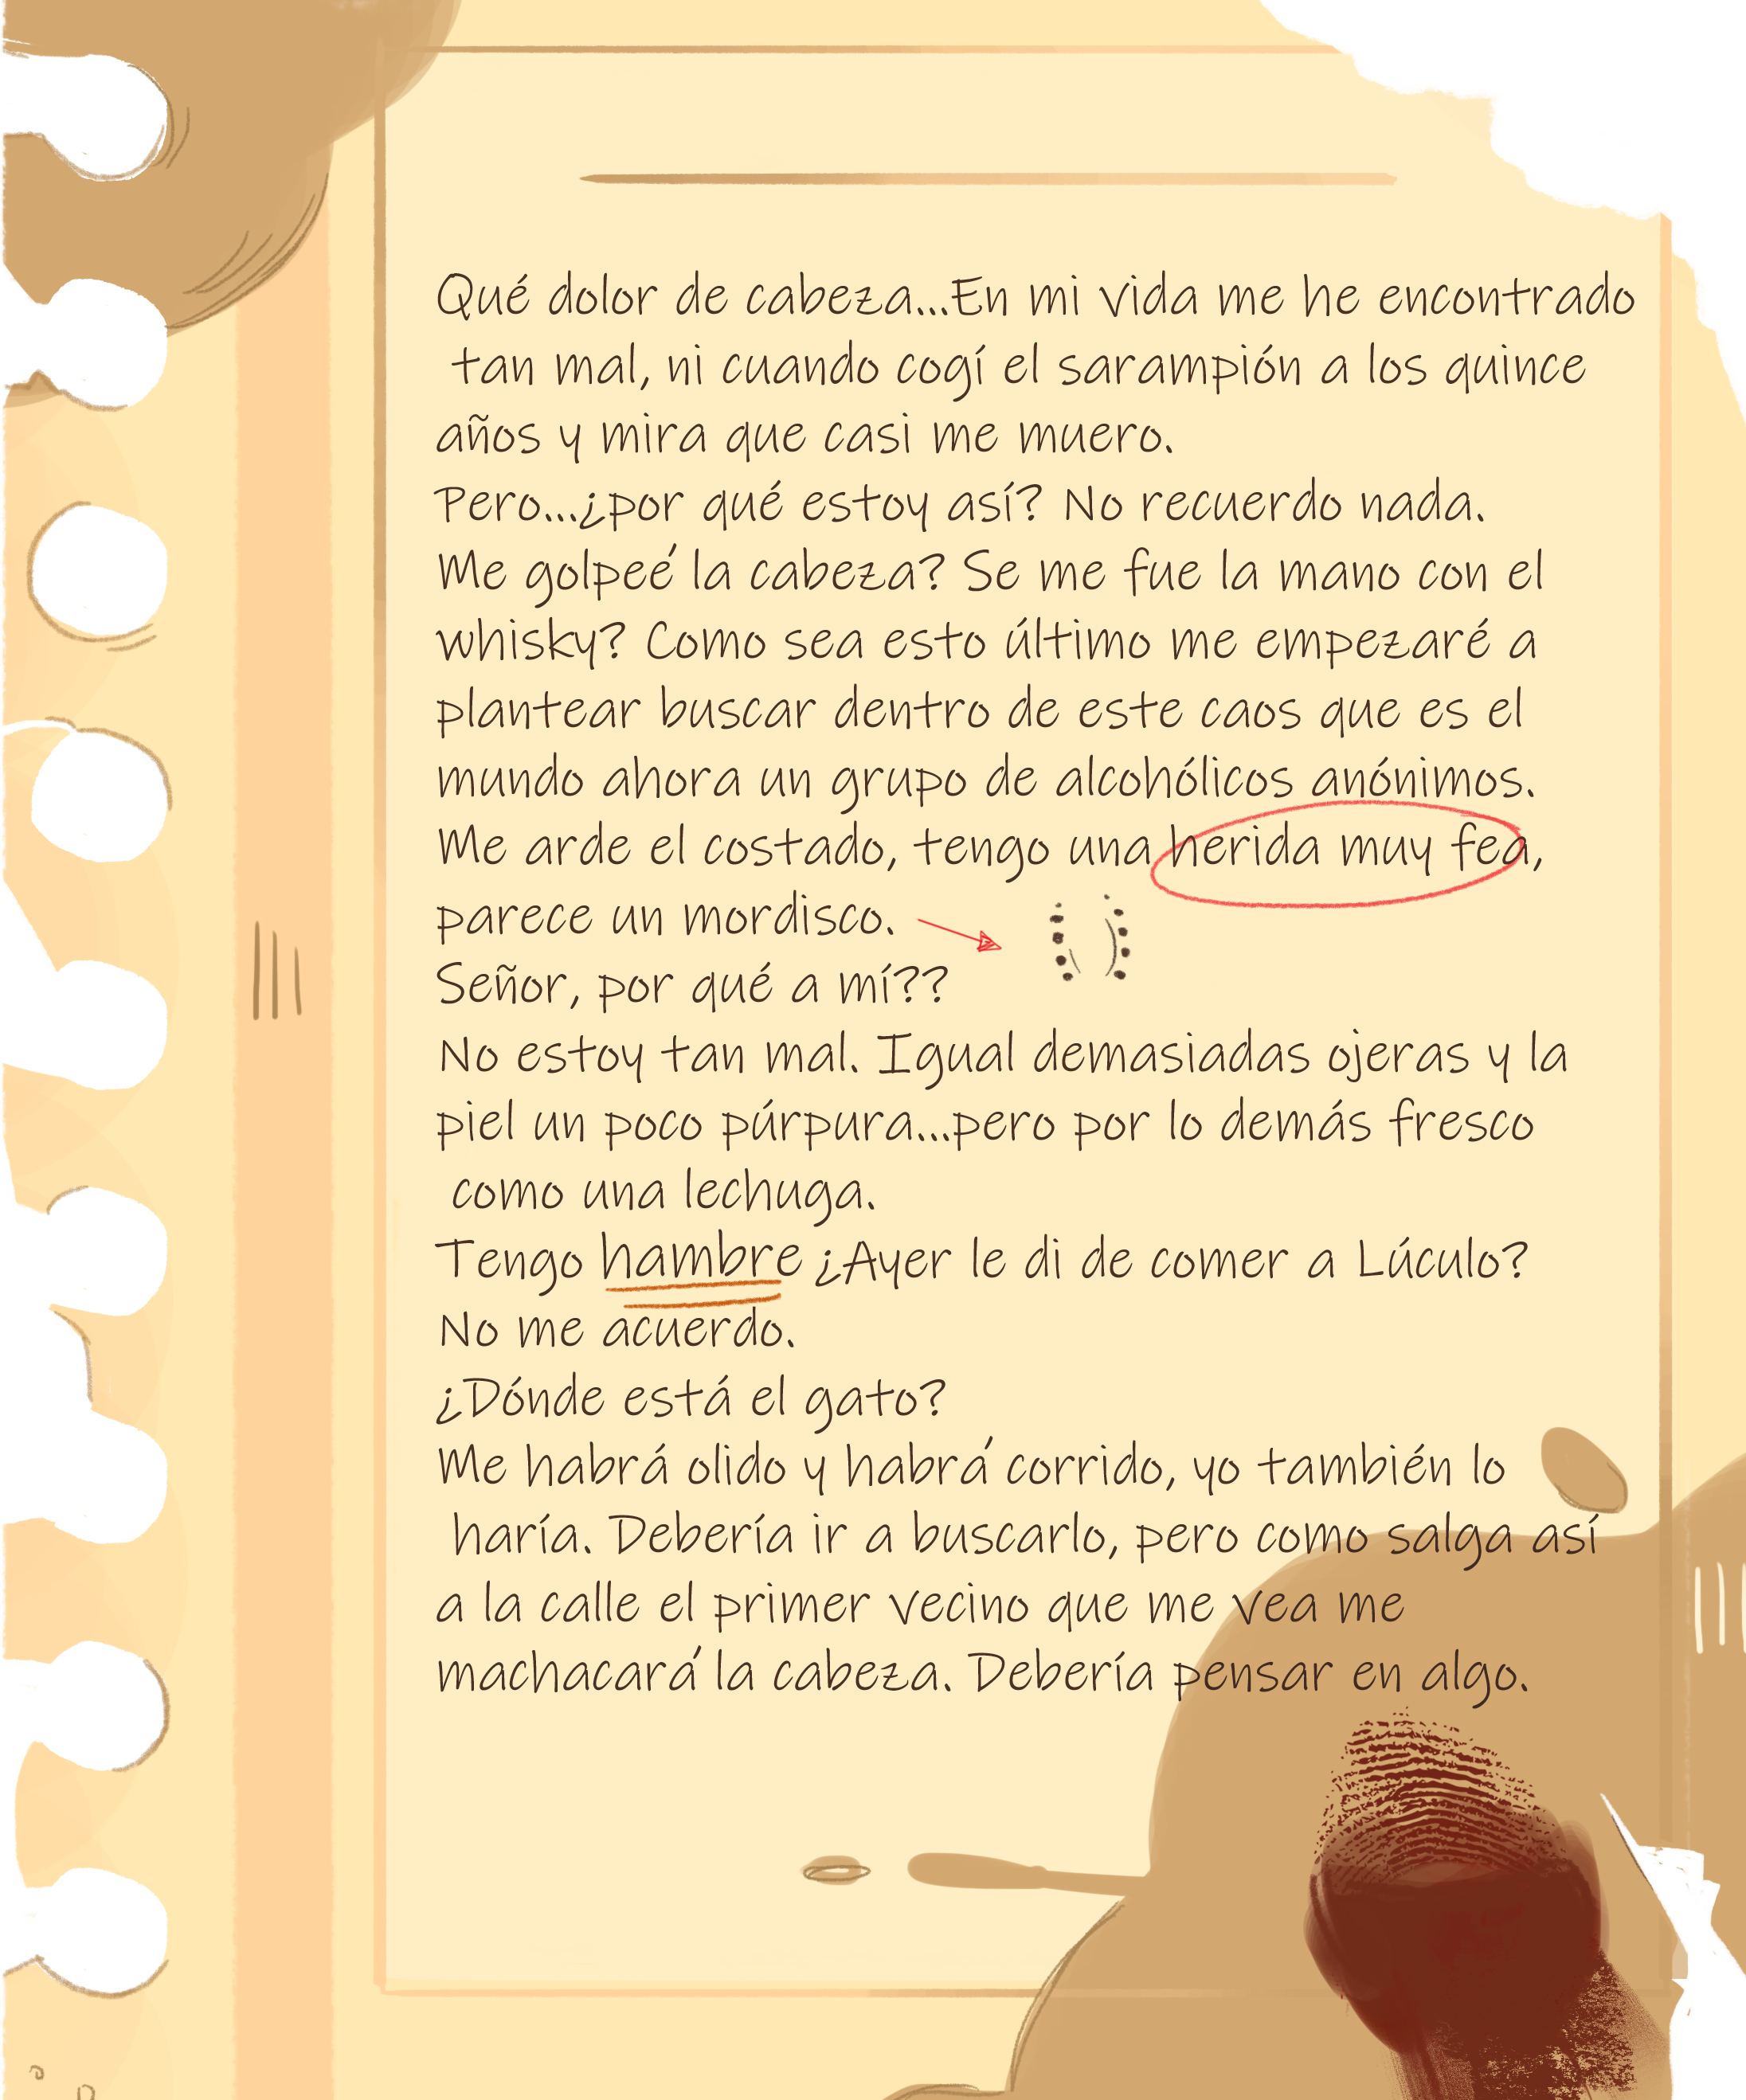 Qué dolor de cabeza...En mi vida me he encontrado
tan mal, ni cuando cogí el sarampión a los quince
años y mira que casi me muero.
Pero...¿por qué estoy así? No recuerdo nada.
Me golpeé la cabeza? Se me fue la mano con el
whisky? Como sea esto último me empezaré a
plantear buscar dentro de este caos que es el
mundo ahora un grupo de alcohólicos anónimos.
Me arde el costado, tengo una herida muy fea,
parece un mordisco.
Señor, por qué a mí??
No estoy tan mal. Igual demasiadas ojeras y la
piel un poco púrpura...pero por lo demás fresco
como una lechuga.
Tengo hambre ¿Ayer le di de comer a Lúculo?
No me acuerdo.
¿Dónde está el gato?
Me habrá olido y habrá corrido, yo también lo
haría. Debería ir a buscarlo, pero como salga así
a la calle el primer vecino que me vea me
machacará la cabeza. Debería pensar en algo.